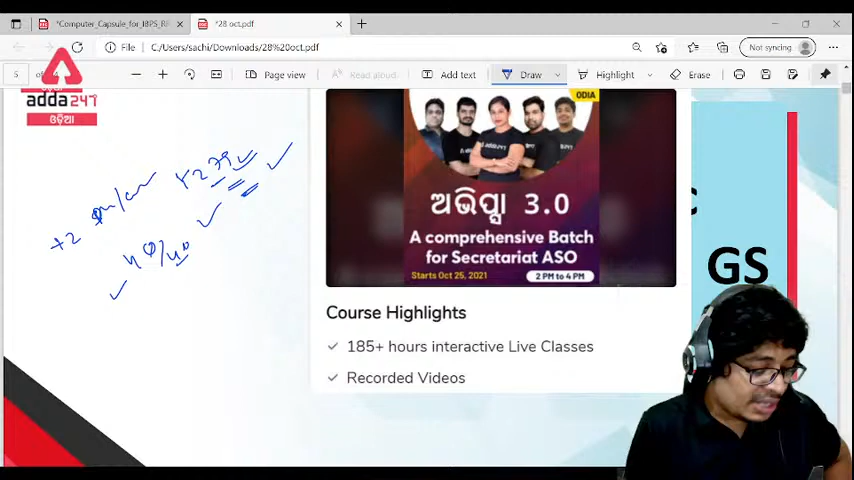 *Computer_Capsule_for_IBPS_RR
*28 oct.pdf
File
C:/Users/sachi/Downloads/28%20oct.pdf
Not syncing
5
Page view
Read aloud
Add text
Draw
Highlight
Erase
adda247
ଓଡ଼ିଆ
ODIA
ଅଭିପ୍ସା 3.0
A comprehensive Batch
for Secretariat ASO
Starts Oct 25, 2021
2 PM to 4 PM
GS
Course Highlights
185+ hours interactive Live Classes
Recorded Videos
+2